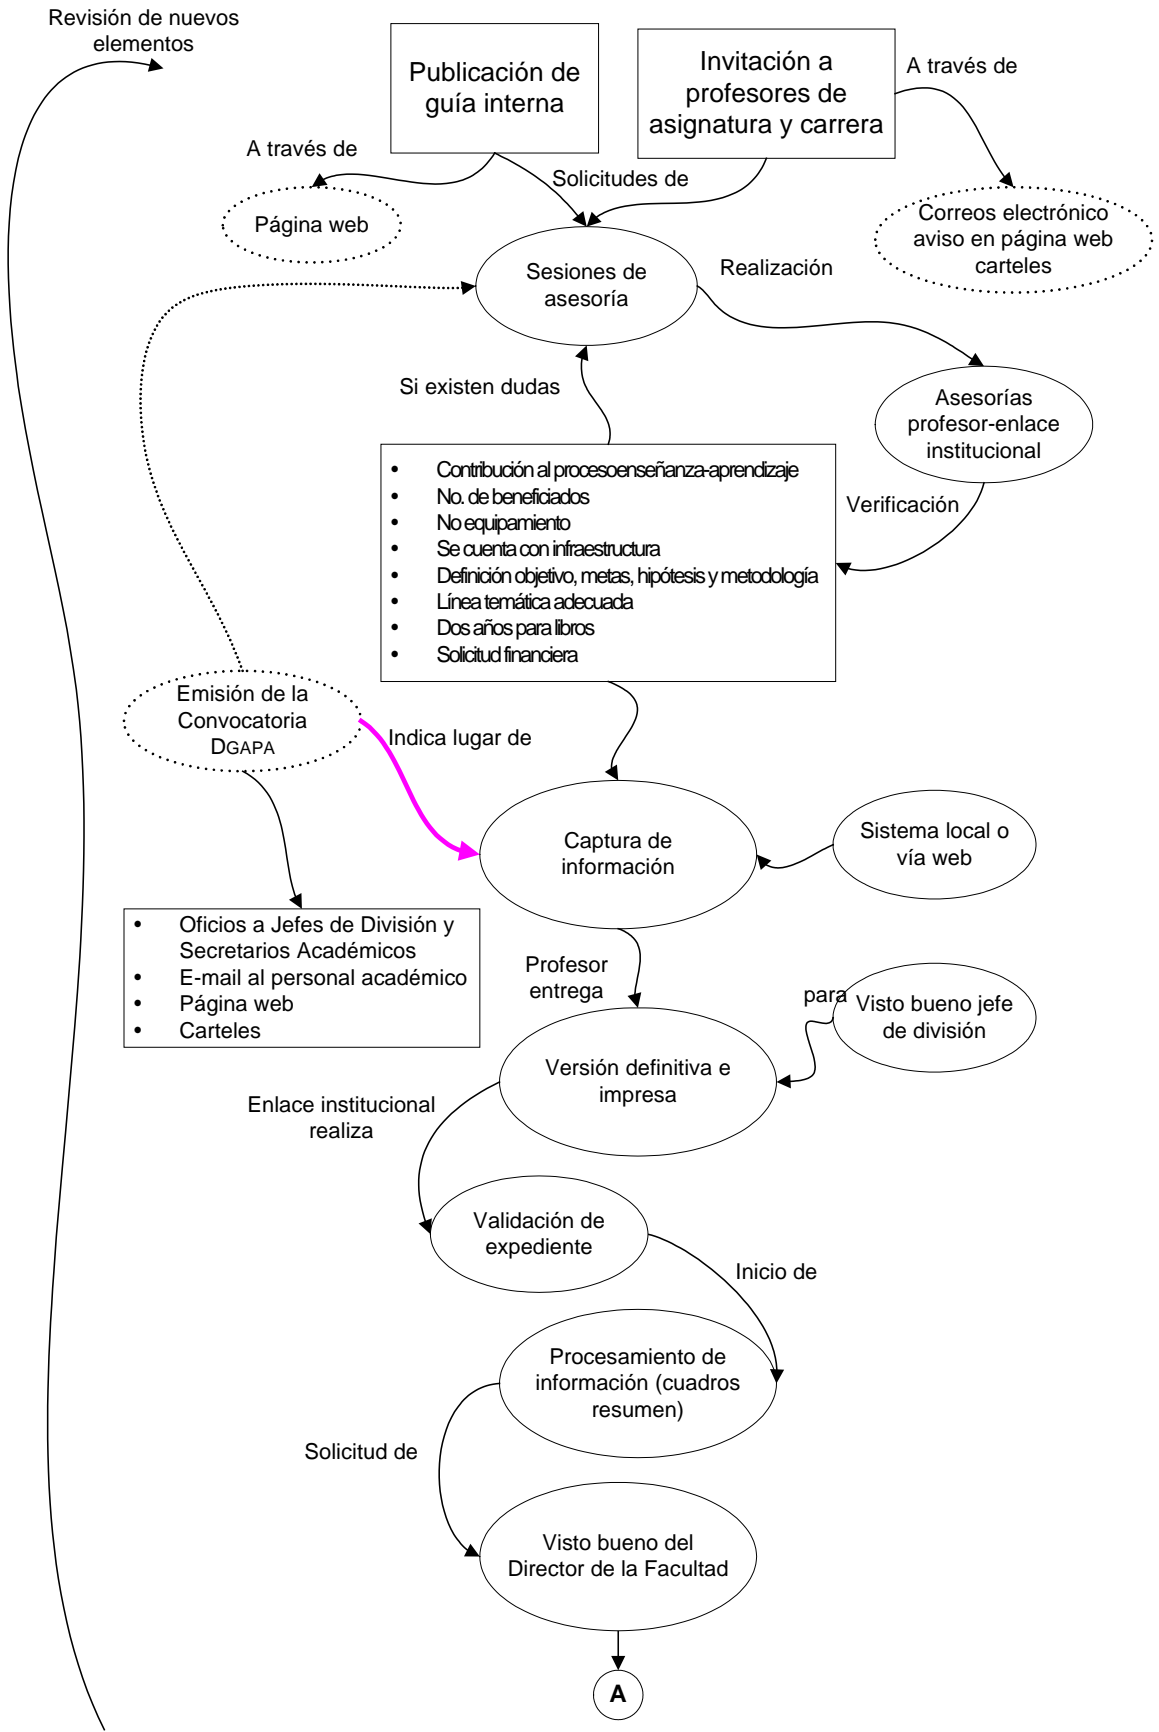 Revisión de nuevos
elementos
Publicación de
guía interna
Invitación a
profesores de
asignatura y carrera
A través de
A través de
Solicitudes de
Página web
Correos electrónico
aviso en página web
carteles
Sesiones de
asesoría
Realización
Si existen dudas
Asesorías
profesor-enlace
institucional
• Contribución al procesoenseñanza-aprendizaje
• No. de beneficiados
• No equipamiento
• Se cuenta con infraestructura
• Definición objetivo, metas, hipótesis y metodología
• Línea temática adecuada
• Dos años para libros
• Solicitud financiera
Verificación
Emisión de la
Convocatoria
DGAPA
Indica lugar de
Captura de
información
Sistema local o
vía web
• Oficios a Jefes de División y
Secretarios Académicos
• E-mail al personal académico
• Página web
• Carteles
Profesor
entrega
para
Visto bueno jefe
de división
Versión definitiva e
impresa
Enlace institucional
realiza
Validación de
expediente
Inicio de
Procesamiento de
información (cuadros
resumen)
Solicitud de
Visto bueno del
Director de la Facultad
A